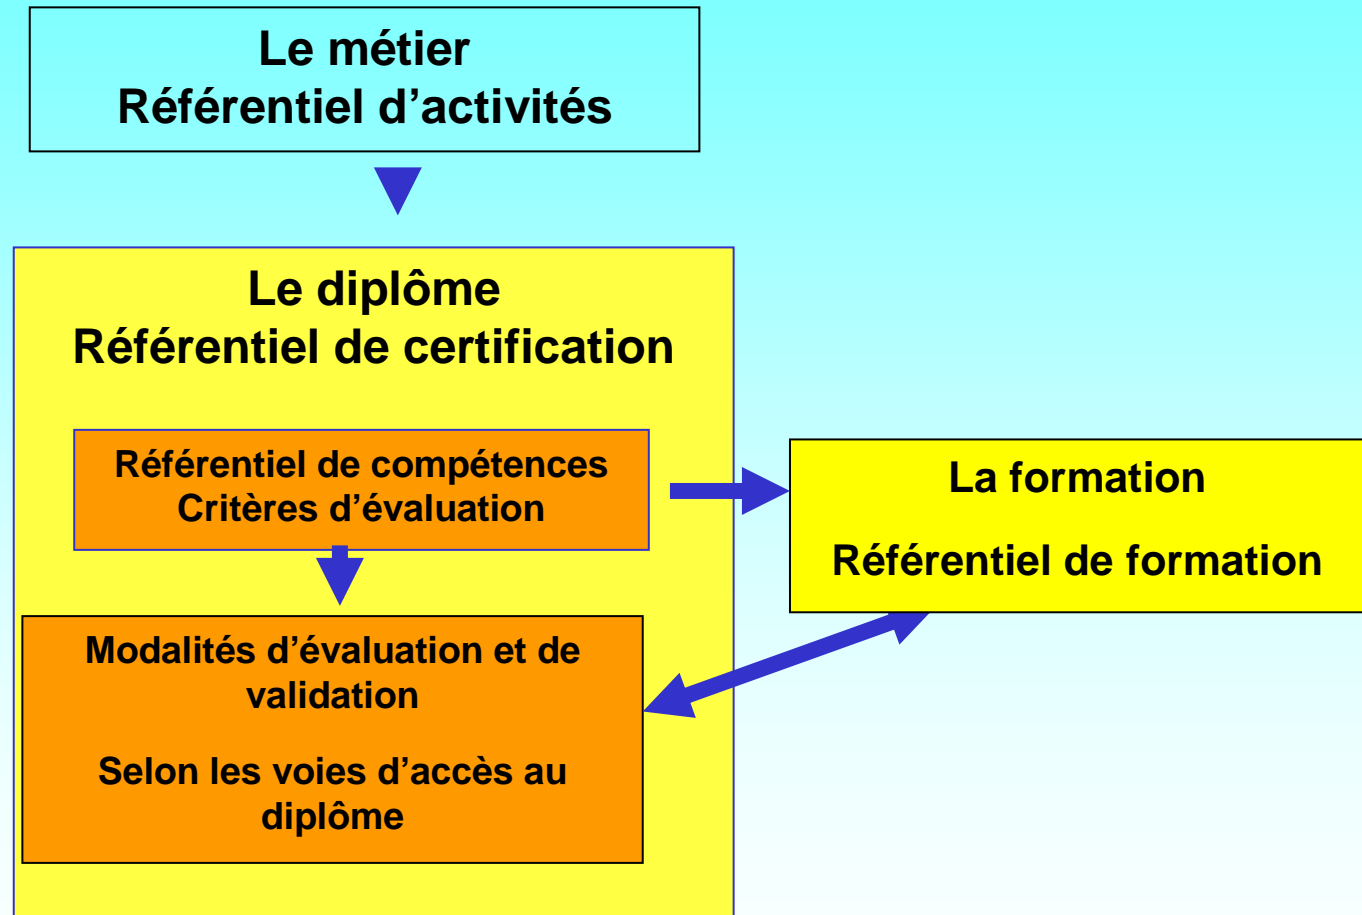 Le métier
Référentiel d’activités
Le diplôme
Référentiel de certification
Référentiel de compétences
Critères d’évaluation
La formation
Référentiel de formation
Modalités d’évaluation et de
validation
Selon les voies d’accès au
diplôme